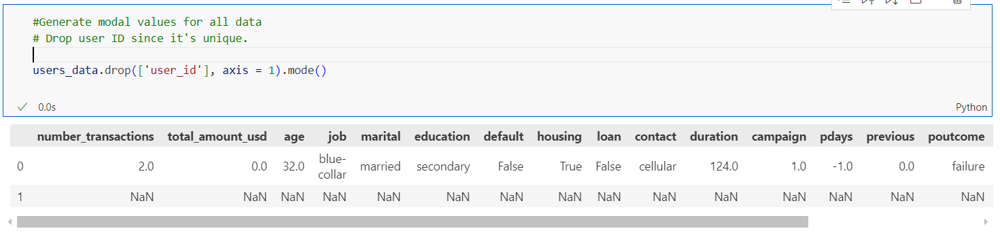 #Generate modal values for all data
# Drop user ID since it's unique.
users_data.drop(['user_id'], axis = 1).mode()
0.0s
Python
number_transactions total_amount_usd age job marital education default housing loan contact duration campaign pdays previous poutcome
0 2.0 0.0 32.0 blue-collar married secondary False True False cellular 124.0 1.0 -1.0 0.0 failure
1 NaN NaN NaN NaN NaN NaN NaN NaN NaN NaN NaN NaN NaN NaN NaN